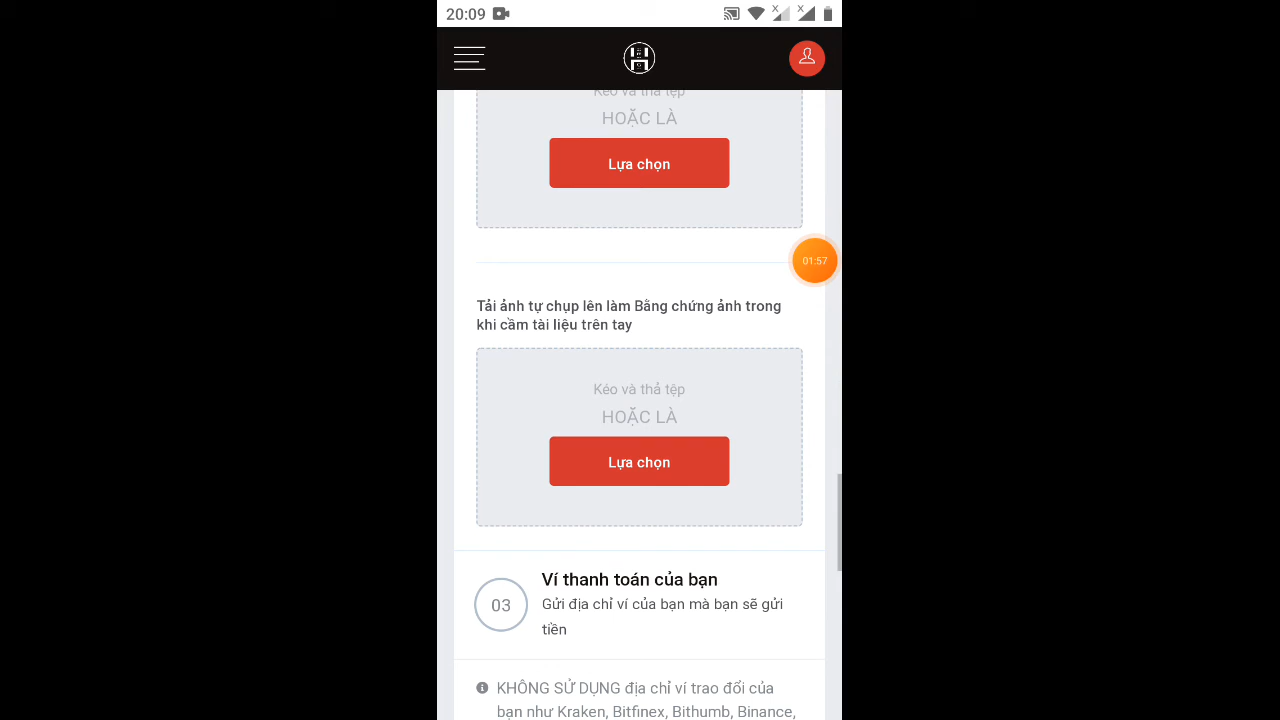 20:09
Kéo và thả tệp
HOẶC LÀ
Lựa chọn
01:57
Tải ảnh tự chụp lên làm Bằng chứng ảnh trong
khi cầm tài liệu trên tay
Kéo và thả tệp
HOẶC LÀ
Lựa chọn
03
Ví thanh toán của bạn
Gửi địa chỉ ví của bạn mà bạn sẽ gửi
tiền
KHÔNG SỬ DỤNG địa chỉ ví trao đổi của
bạn như Kraken, Bitfinex, Bithumb, Binance,